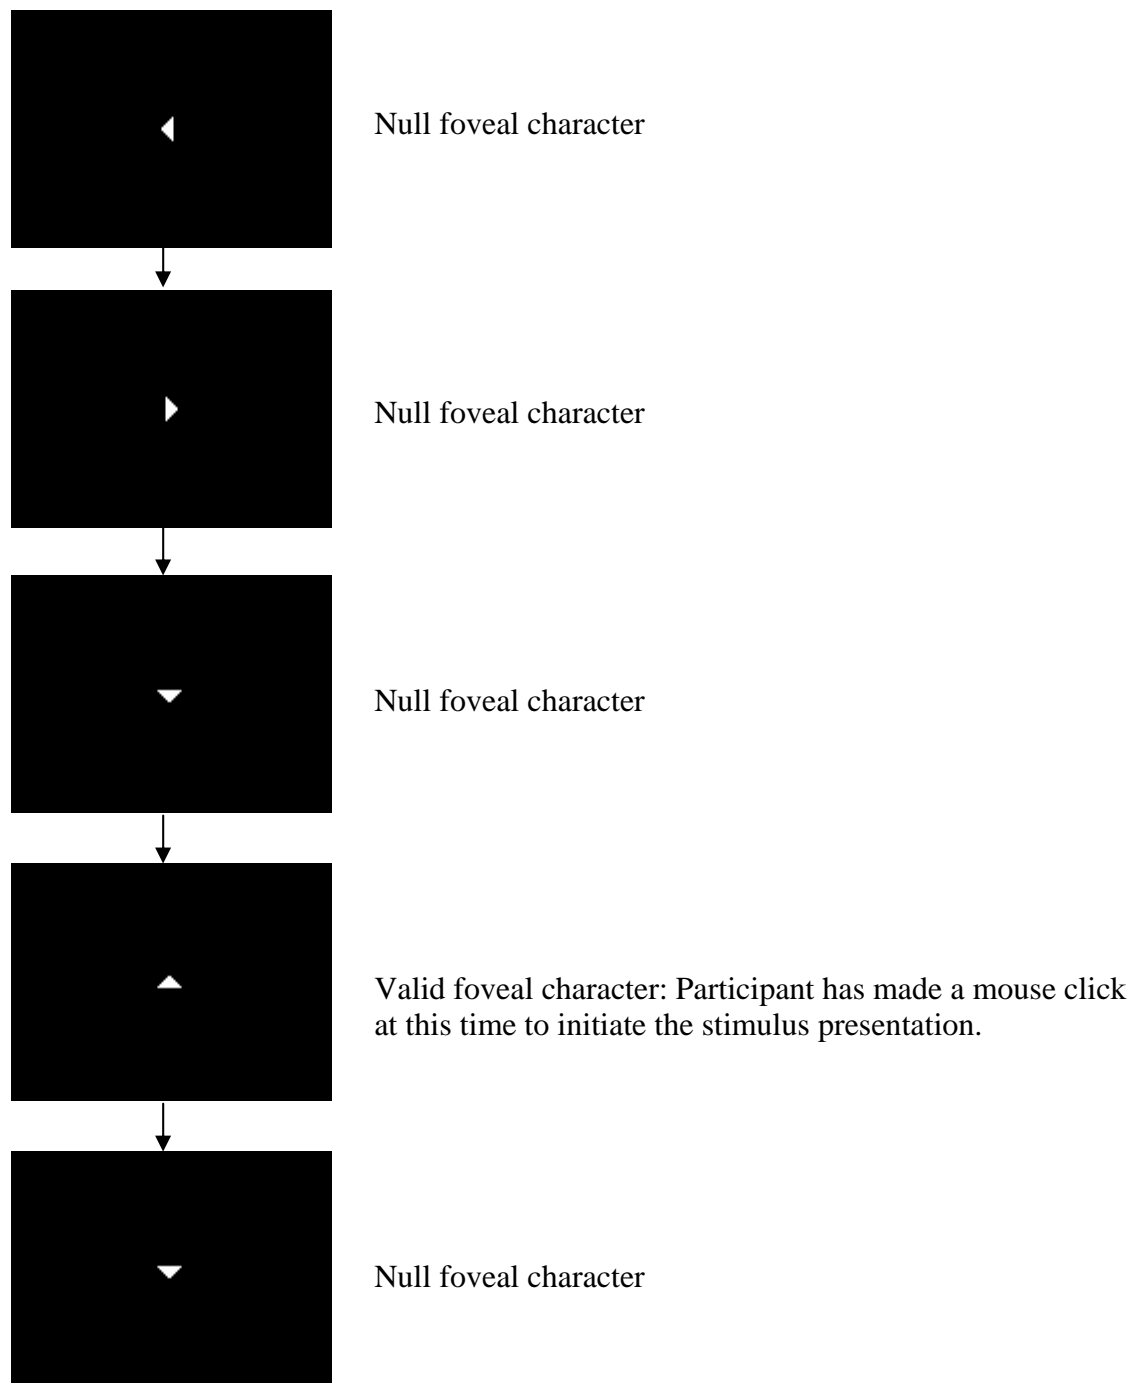 Null foveal character
Null foveal character
Null foveal character
Valid foveal character: Participant has made a mouse click
at this time to initiate the stimulus presentation.
Null foveal character